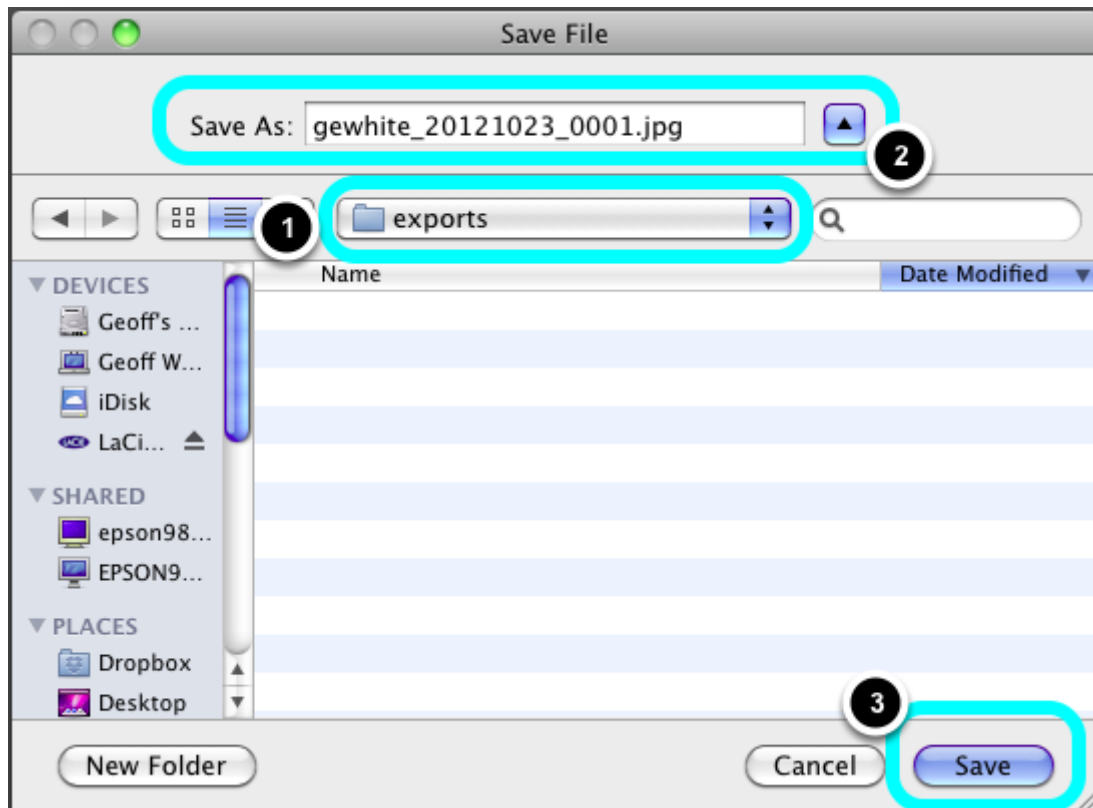 Save File
Save As: gewhite_20121023_0001.jpg
2
1
exports
Name
Date Modified
DEVICES
Geoff's ...
Geoff W...
iDisk
LaCi...
SHARED
epson98...
EPSON9...
PLACES
Dropbox
Desktop
3
New Folder
Cancel
Save